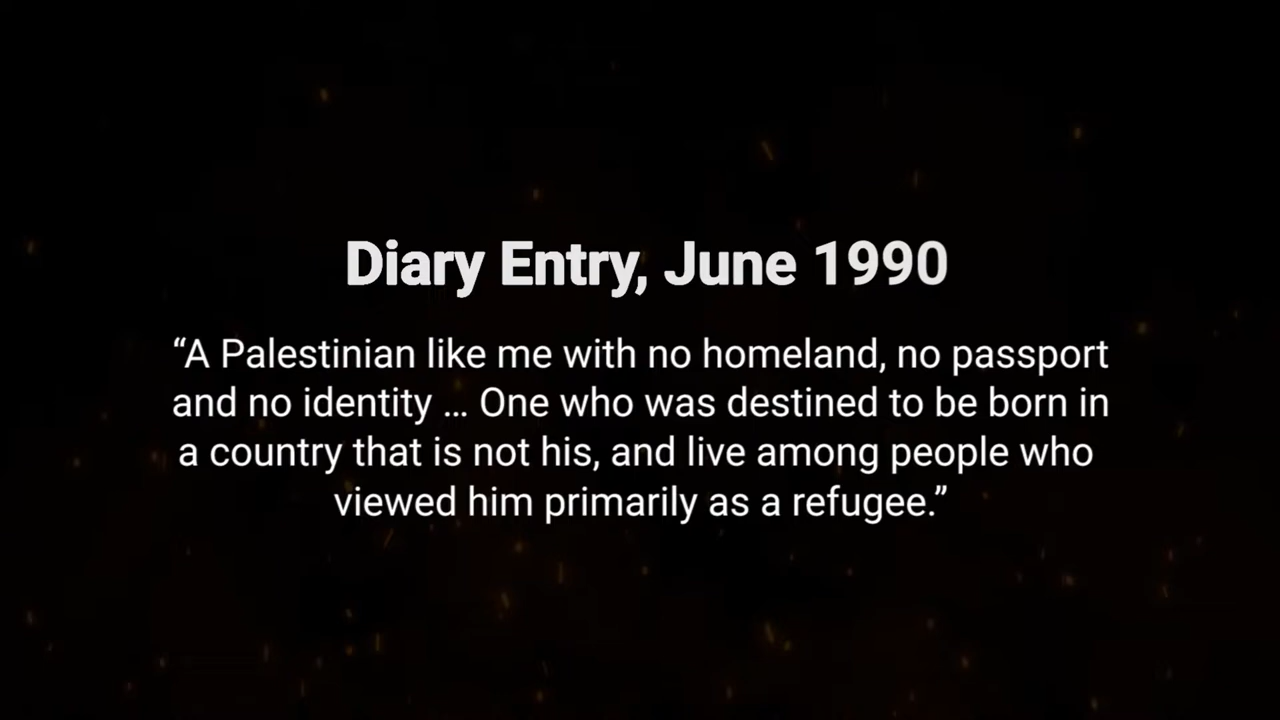 Diary Entry, June 1990
“A Palestinian like me with no homeland, no passport
and no identity ... One who was destined to be born in
a country that is not his, and live among people who
viewed him primarily as a refugee.”